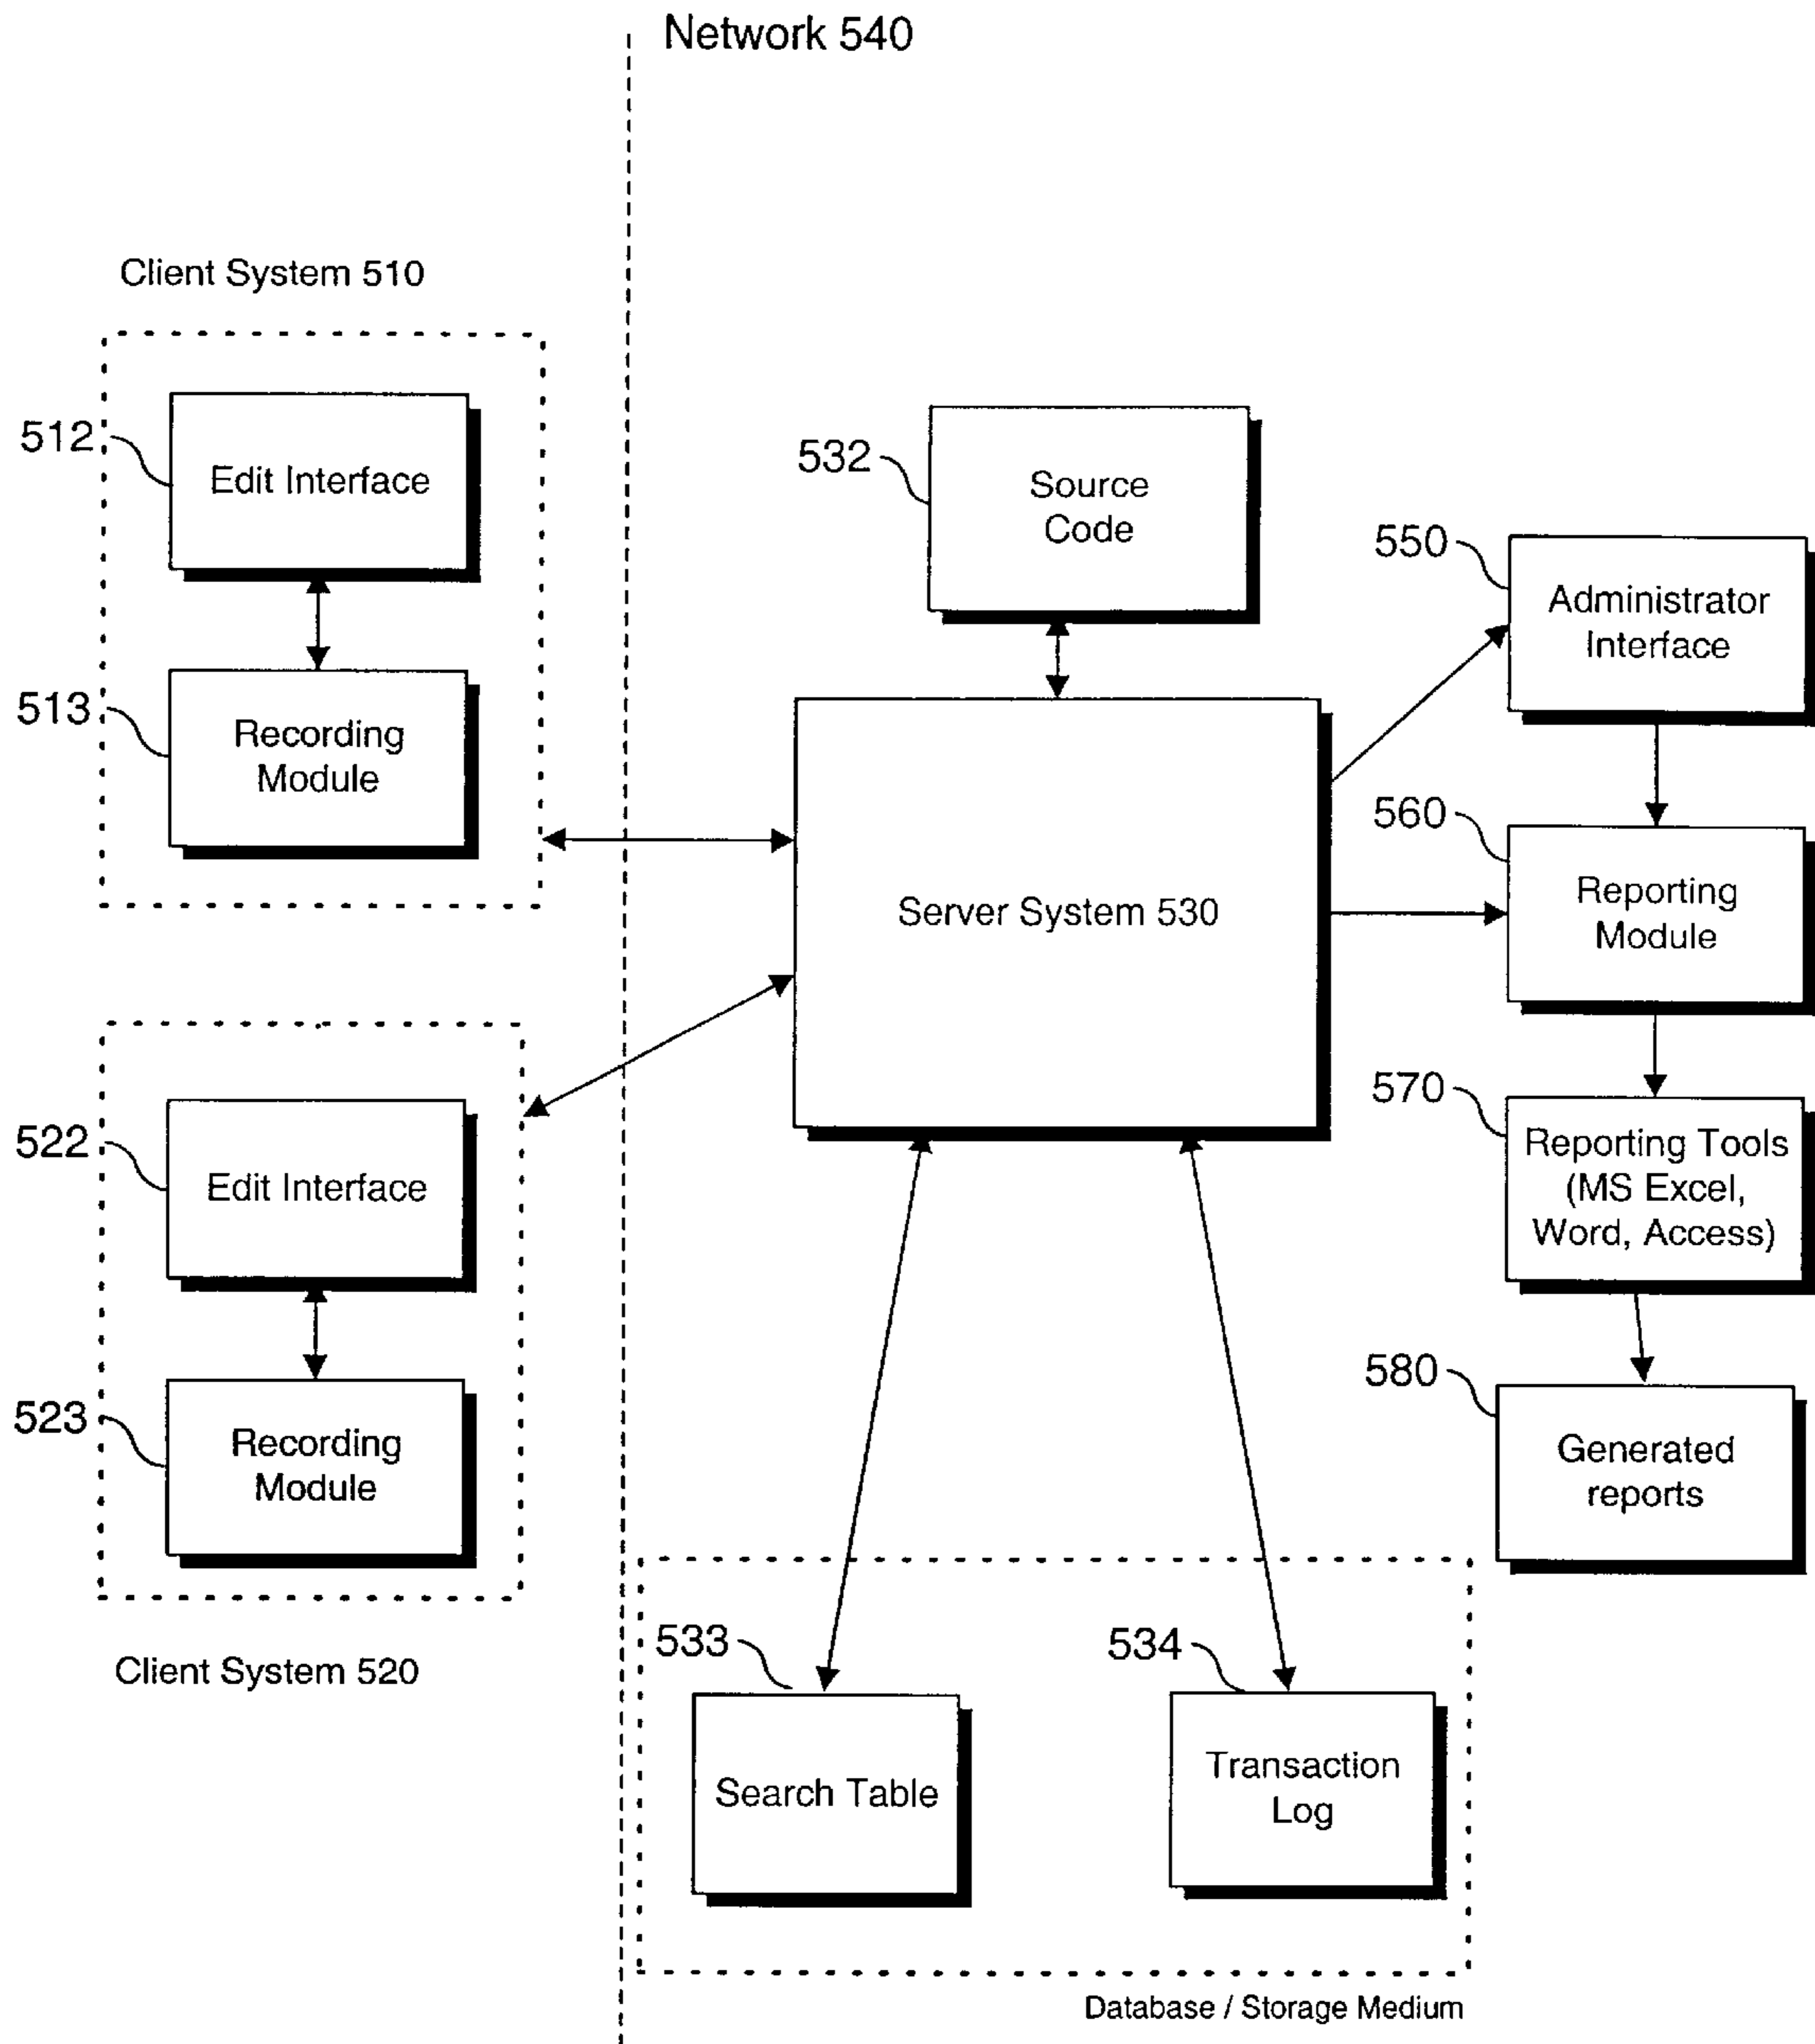 Network 540
Client System 510
512
Edit Interface
513
Recording
Module
532
Source
Code
550
Administrator
Interface
560
Reporting
Module
Server System 530
570
Reporting Tools
(MS Excel,
Word, Access)
580
Generated
reports
522
Edit Interface
523
Recording
Module
Client System 520
533
Search Table
534
Transaction
Log
Database / Storage Medium